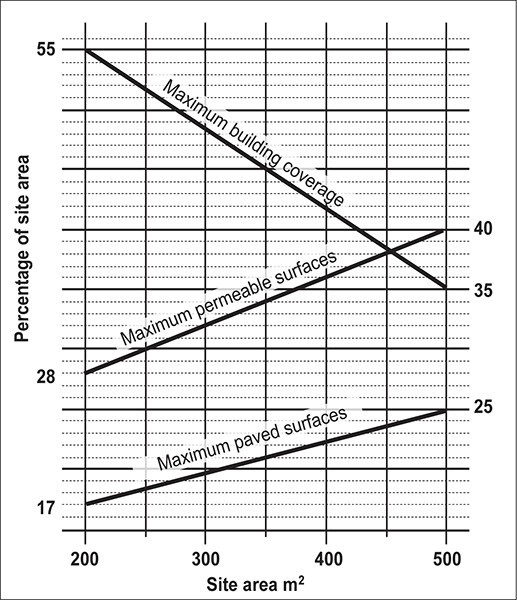 55
Maximum building coverage
40
Maximum permeable surfaces
35
28
25
Maximum paved surfaces
17
Percentage of site area
200 300 400 500
Site area m²